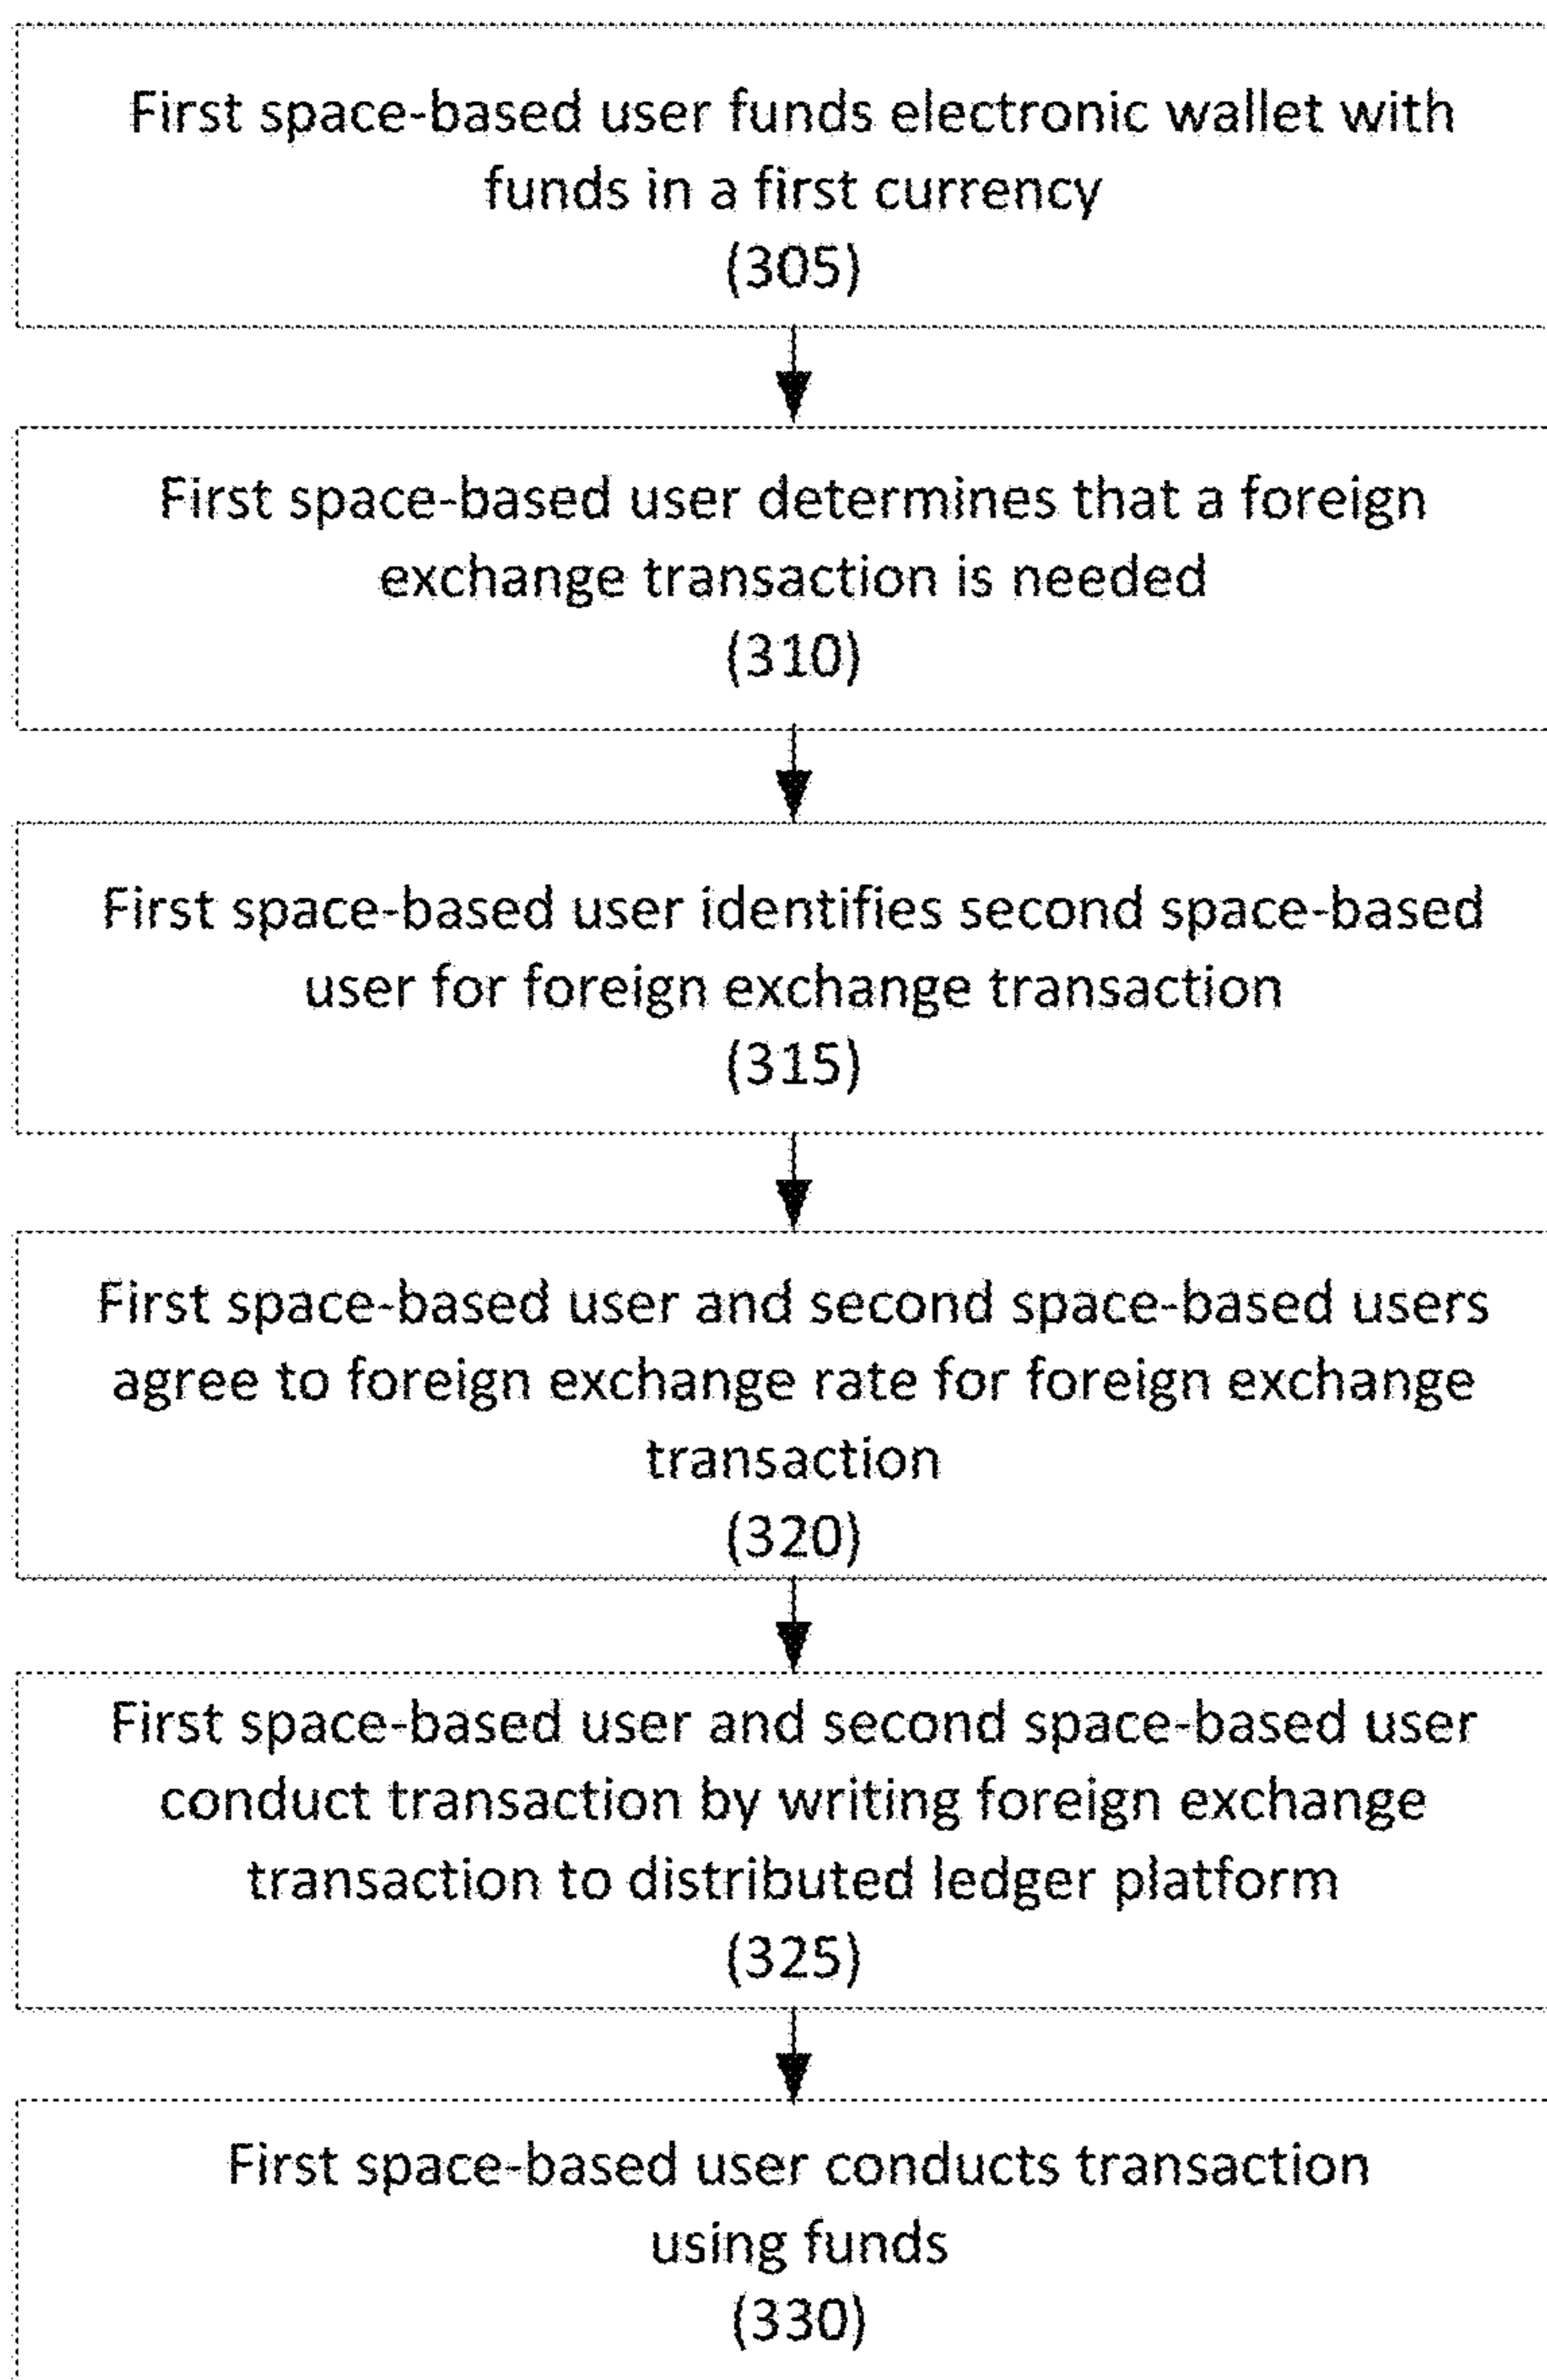 First space-based user funds electronic wallet with
funds in a first currency
(305)
First space-based user determines that a foreign
exchange transaction is needed
(310)
First space-based user identifies second space-based
user for foreign exchange transaction
(315)
First space-based user and second space-based users
agree to foreign exchange rate for foreign exchange
transaction
(320)
First space-based user and second space-based user
conduct transaction by writing foreign exchange
transaction to distributed ledger platform
(325)
First space-based user conducts transaction
using funds
(330)